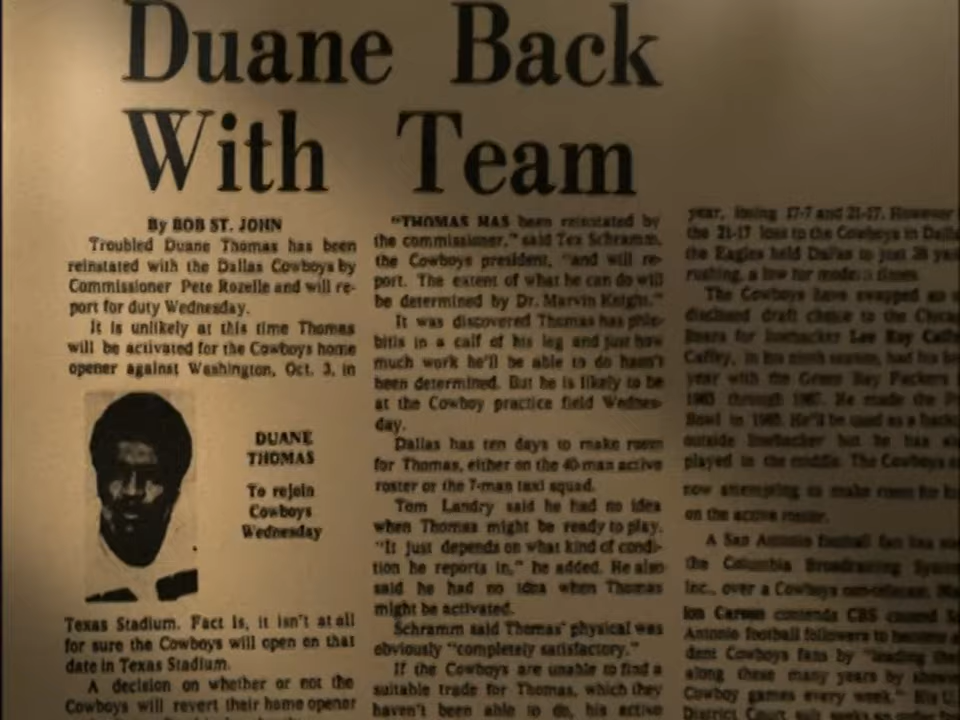 Duane Back
With Team
By BOB ST. JOHN
Troubled Duane Thomas has been
reinstated with the Dallas Cowboys by
Commissioner Pete Rozelle and will re-
port for duty Wednesday.
It is unlikely at this time Thomas
will be activated for the Cowboys home
opener against Washington, Oct. 3, in
DUANE
THOMAS
To rejoin
Cowboys
Wednesday
Texas Stadium. Fact is, it isn't at all
for sure the Cowboys will open on that
date in Texas Stadium.
A decision on whether or not the
Cowboys will revert their home opener
"THOMAS HAS been reinstated by
the commissioner," said Tex Schramm,
the Cowboys president, "and will re-
port. The extent of what he can do will
be determined by Dr. Marvin Knight."
It was discovered Thomas has phle-
bitis in a calf of his leg and just how
much work he'll be able to do hasn't
been determined. But he is likely to be
at the Cowboy practice field Wednes-
day.
Dallas has ten days to make room
for Thomas, either on the 40-man active
roster or the 7-man taxi squad.
Tom Landry said he had no idea
when Thomas might be ready to play.
"It just depends on what kind of condi-
tion he reports in," he added. He also
said he had no idea when Thomas
might be activated.
Schramm said Thomas' physical was
obviously "completely satisfactory."
If the Cowboys are unable to find a
suitable trade for Thomas, which they
haven't been able to do, his active
year, losing 17-7 and 21-17. However
the 21-17 loss to the Cowboys in
the Eagles held Dallas to just 28
rushing, a low for modern times.
The Cowboys have swapped
disclosed draft choice to the
Bears for linebacker Lee Roy
Caffey, in his ninth season, had his
year with the Green Bay Packers
1963 through 1967. He made the
Bowl in 1965. He'll be used as a
outside linebacker but he has
played in the middle. The Cowboys
now attempting to make room for
on the active roster.
A San Antonio football fan has
the Columbia Broadcasting
Inc., over a Cowboys
Carson contends CBS
Antonio football followers to become
dent Cowboys fans by "leading
along these many years by
Cowboy games every week." His
District Court